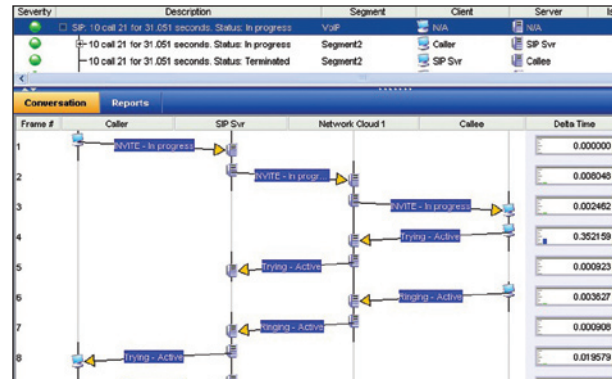 Severity Description Segment Client Server Is
SIP: 10 call 21 for 31.051 seconds. Status: In progress VoIP N/A N/A
10 call 21 for 31.051 seconds. Status: In progress Segment2 Caller SIP Svr
10 call 21 for 31.051 seconds. Status: Terminated Segment2 SIP Svr Callee
Conversation Reports
Frame # Caller SIP Svr Network Cloud 1 Callee Delta Time
1 INVITE - In progress 0.000000
2 INVITE - In progr... 0.006048
3 INVITE - In progress 0.002462
4 Trying - Active 0.352159
5 Trying - Active 0.000923
6 Ringing - Active 0.003627
7 Ringing - Active 0.000908
8 Trying - Active 0.019579